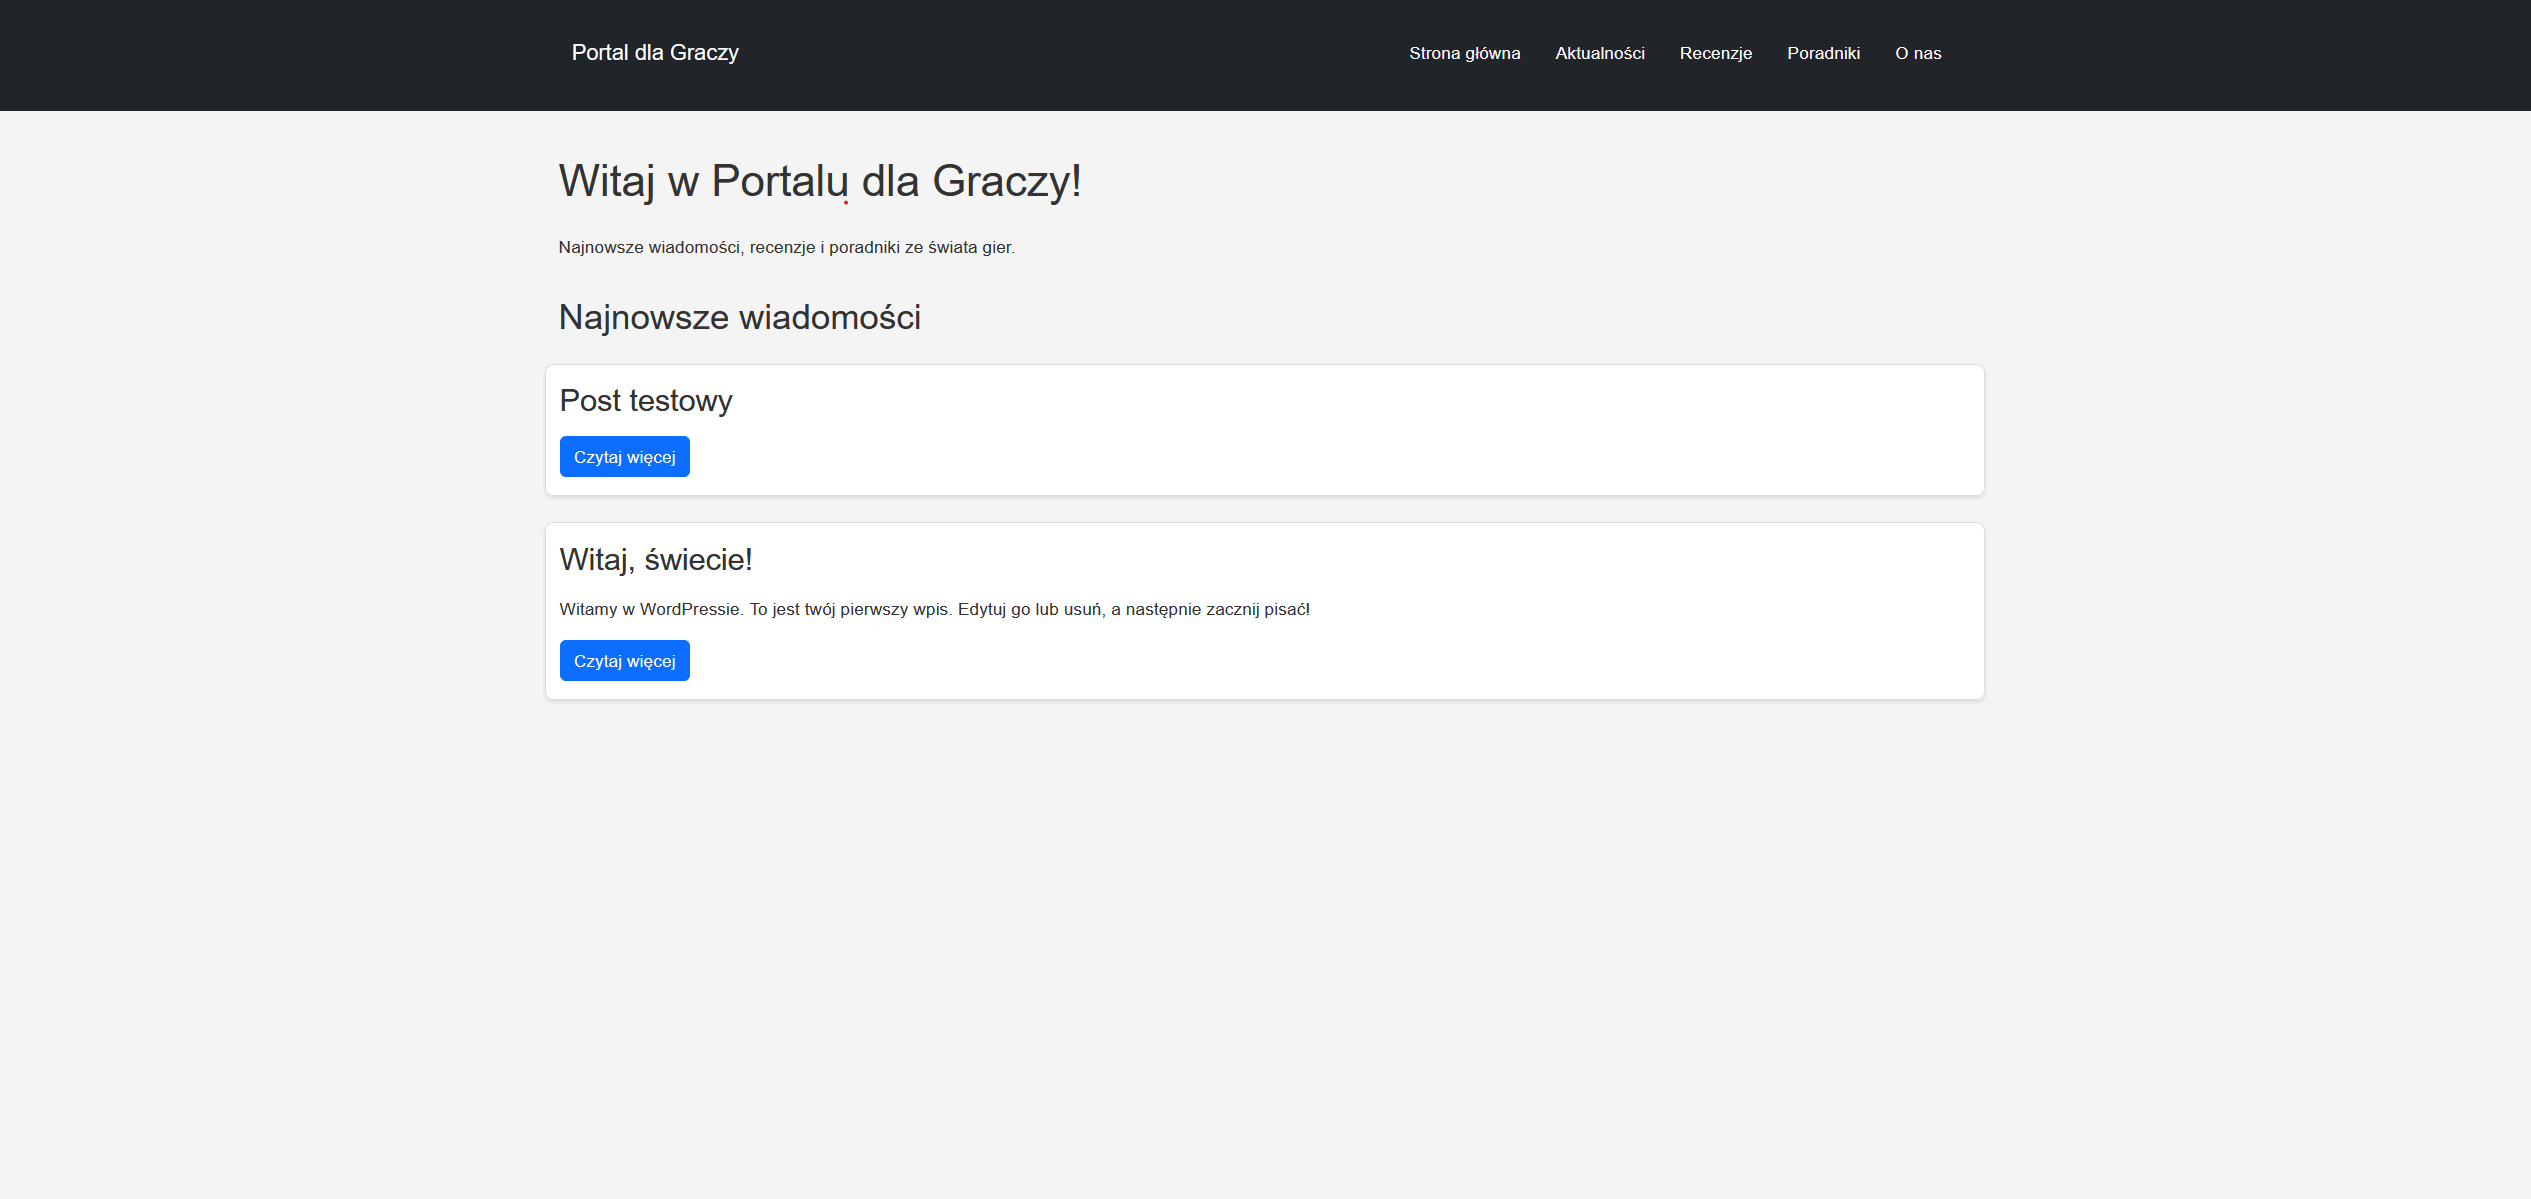 Portal dla Graczy
Strona główna Aktualności Recenzje Poradniki O nas
Witaj w Portalu dla Graczy!
Najnowsze wiadomości, recenzje i poradniki ze świata gier.
Najnowsze wiadomości
Post testowy
Czytaj więcej
Witaj, świecie!
Witamy w WordPressie. To jest twój pierwszy wpis. Edytuj go lub usuń, a następnie zacznij pisać!
Czytaj więcej